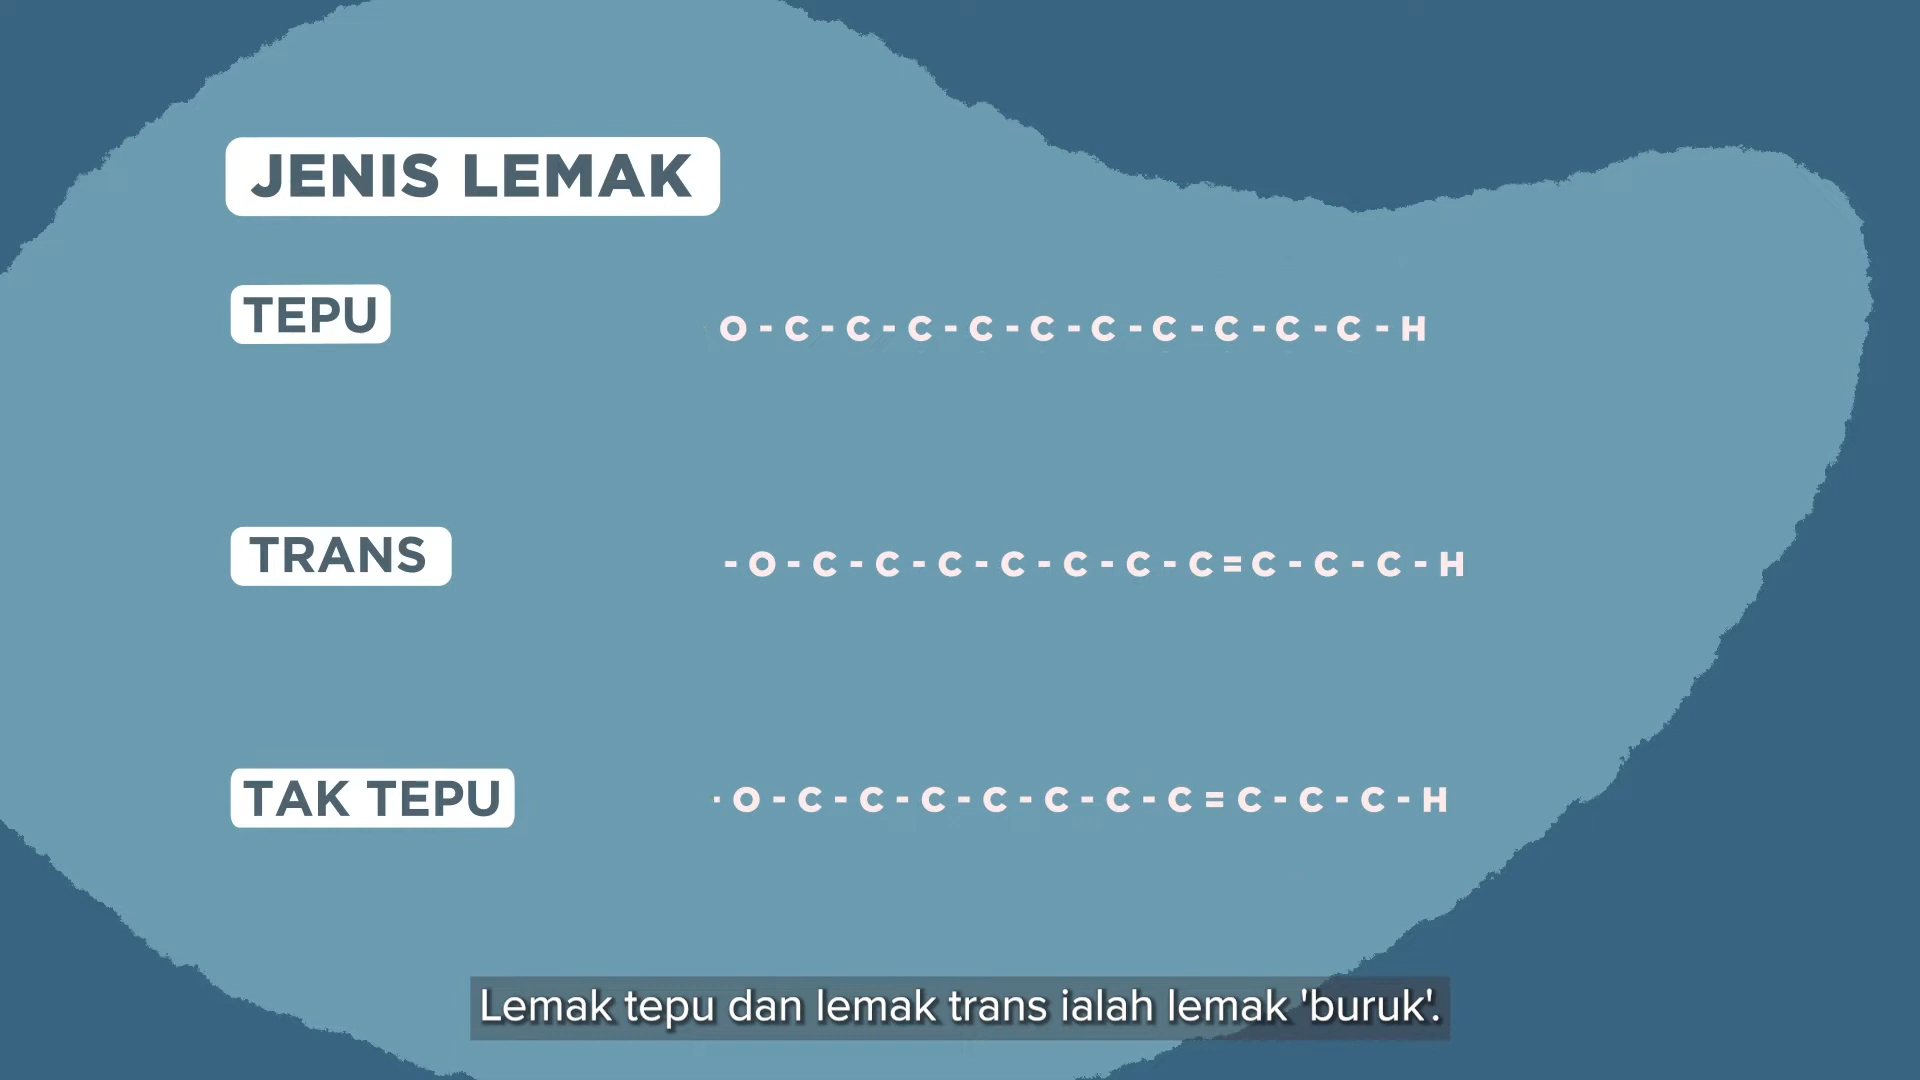 JENIS LEMAK
TEPU
O - C - C - C - C - C - C - C - C - C - C - H
TRANS
- O - C - C - C - C - C - C - C = C - C - C - H
TAK TEPU
· O - C - C - C - C - C - C - C = C - C - C - H
Lemak tepu dan lemak trans ialah lemak 'buruk'.